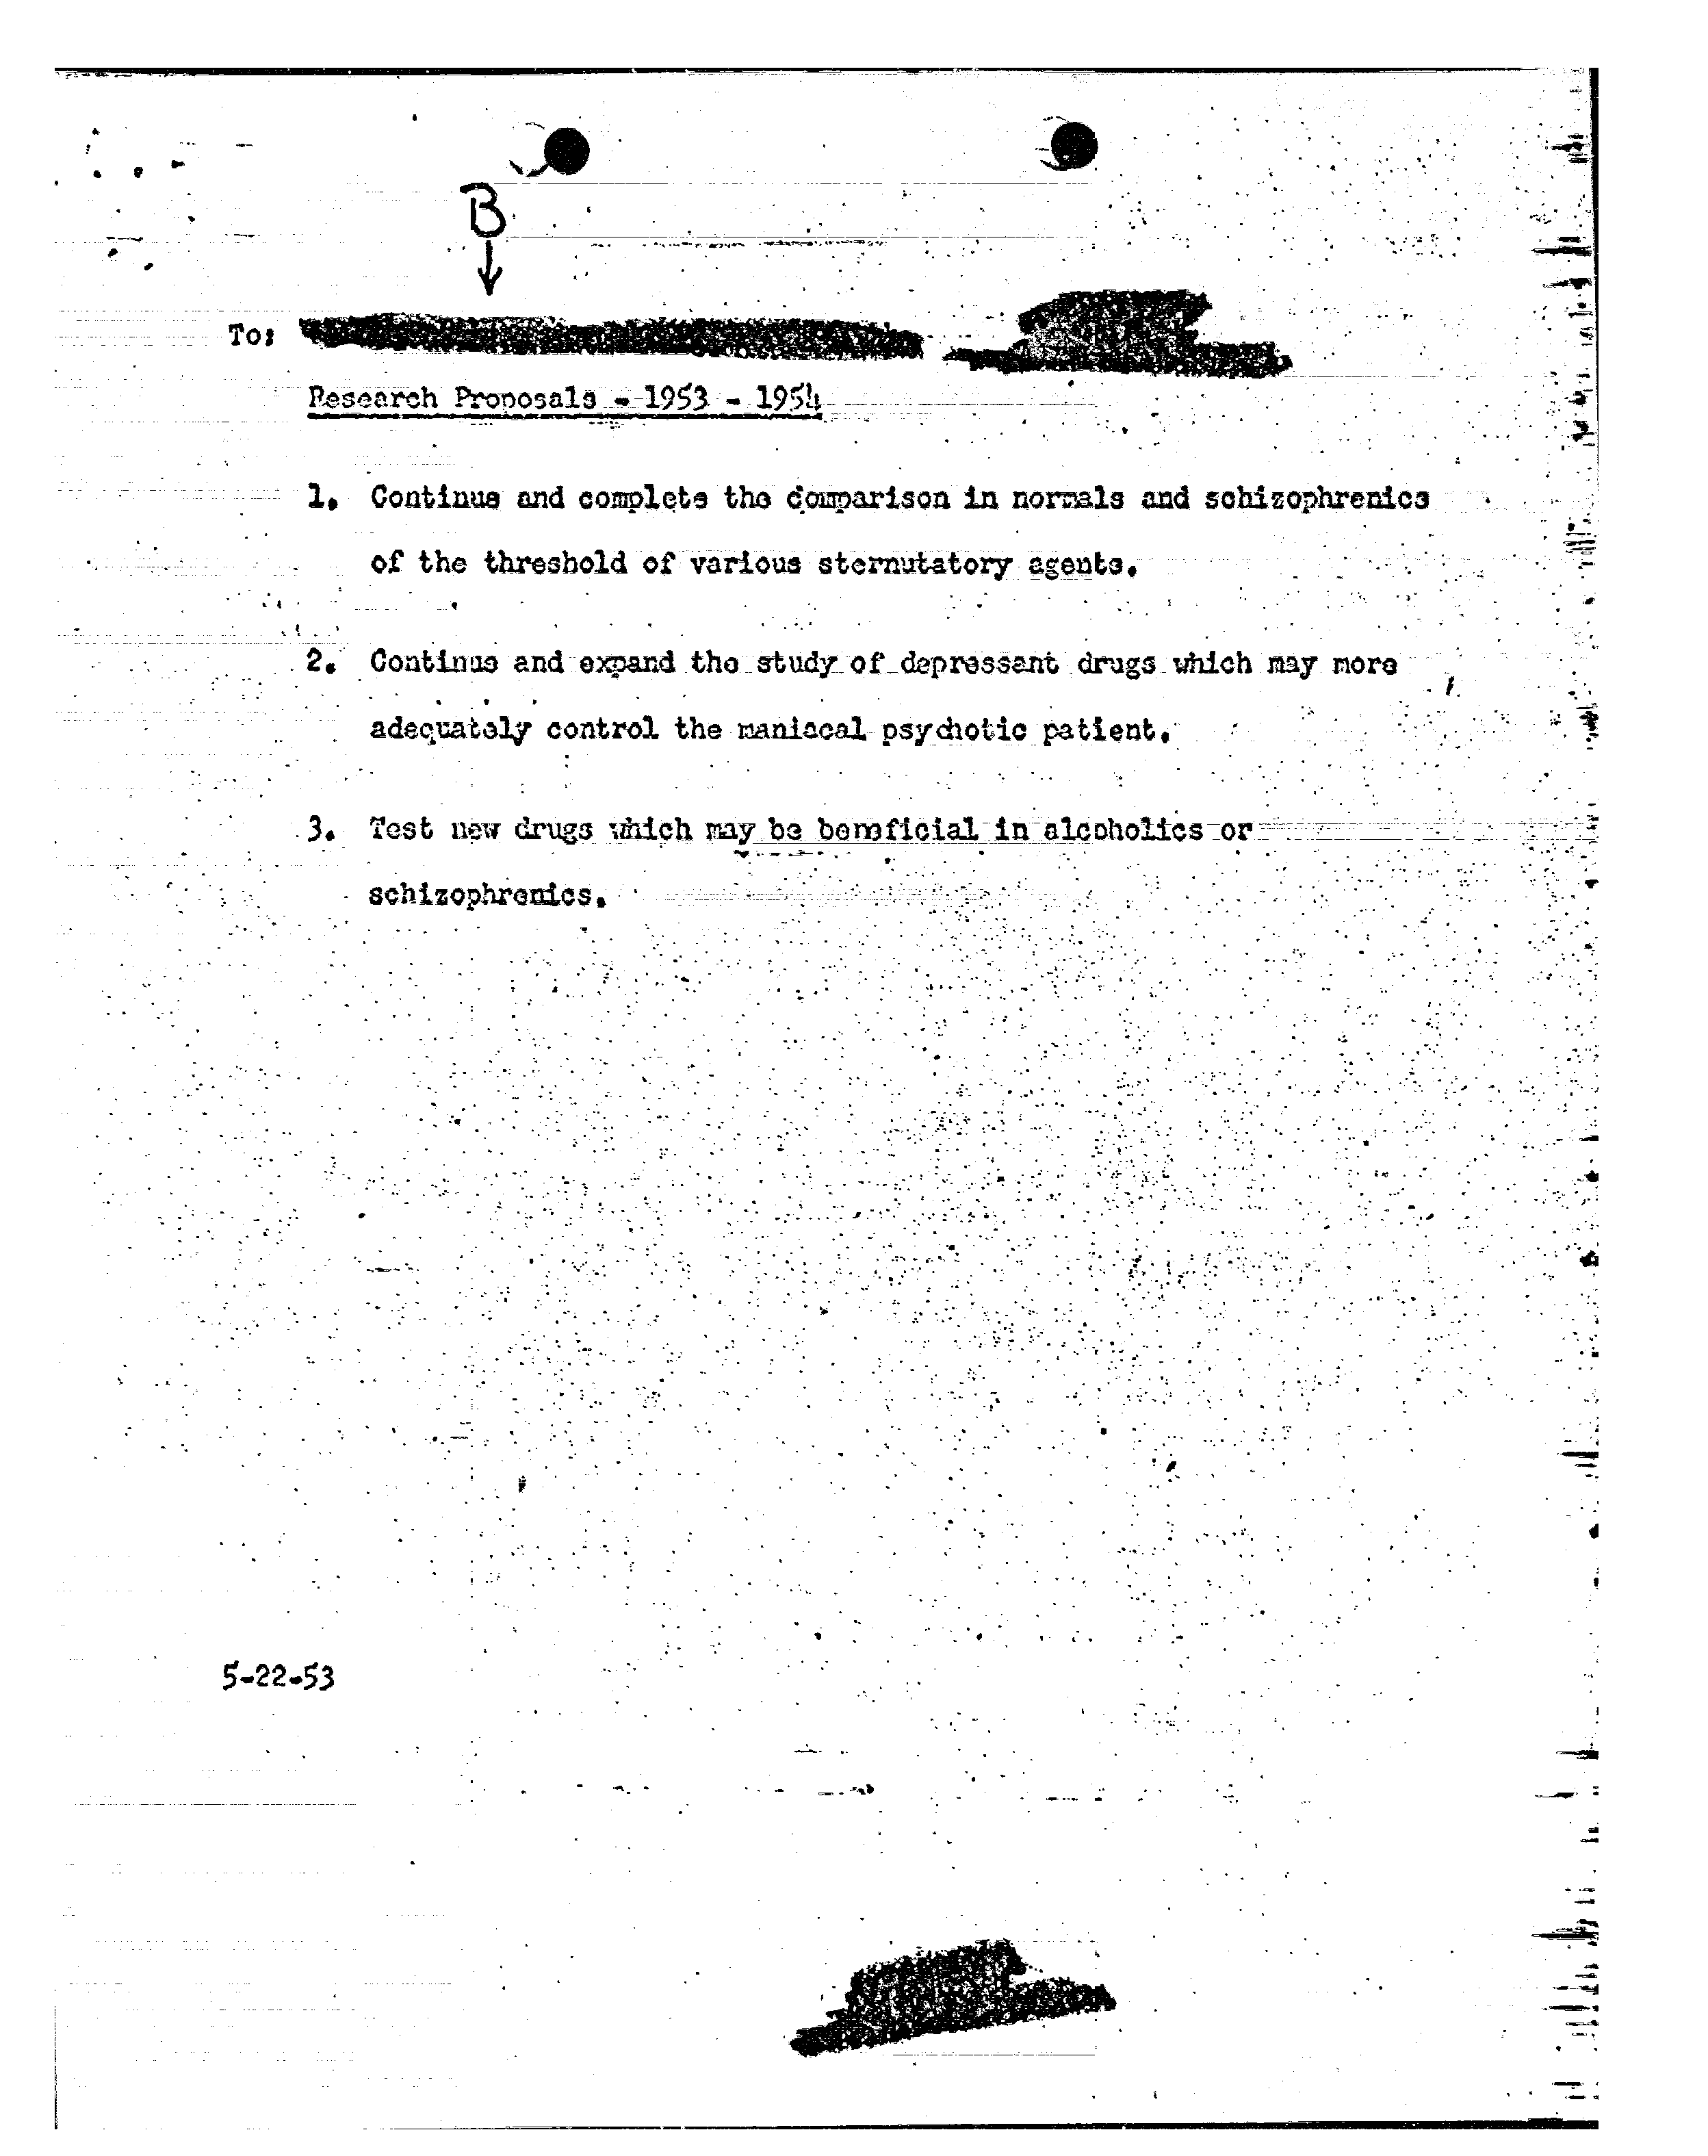 B
To:
Research Proposals - 1953 - 1954
1. Continue and complete the comparison in normals and schizophrenics
of the threshold of various sternutatory agents.
2. Continue and expand the study of depressant drugs which may more
adequately control the maniacal psychotic patient.
3. Test new drugs which may be beneficial in alcoholics or
schizophrenics.
5-22-53